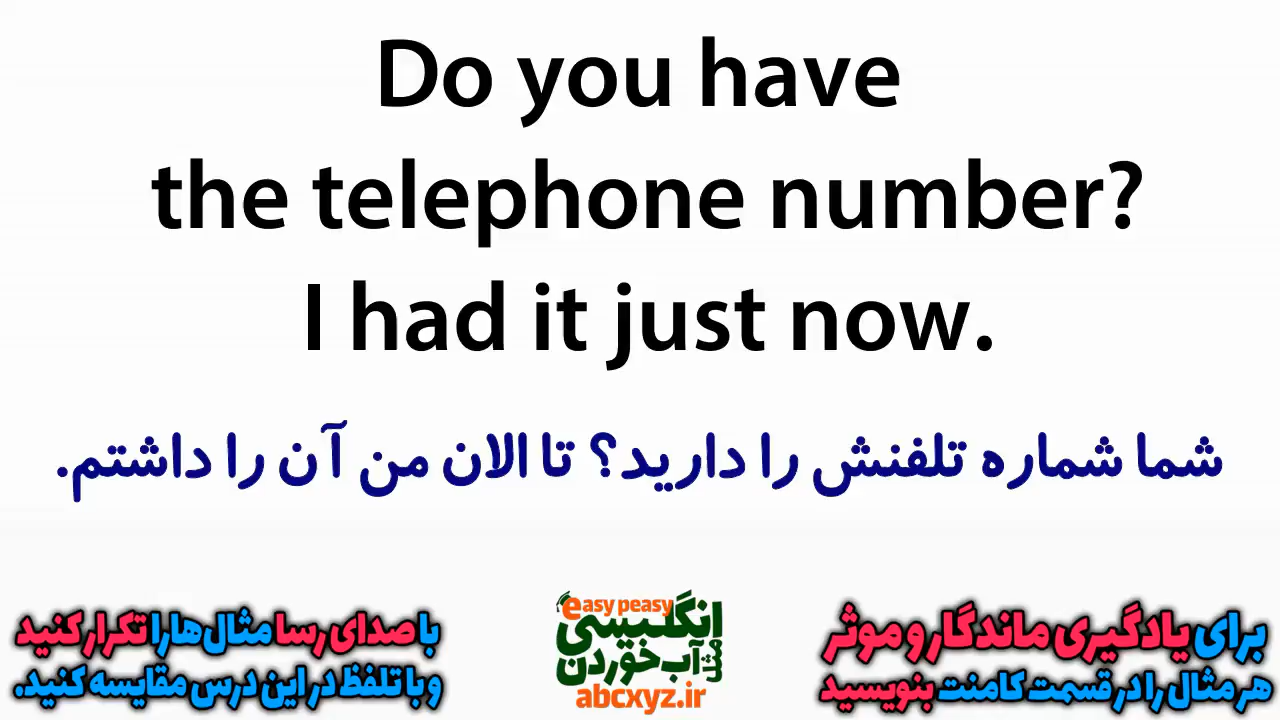 Do you have
the telephone number?
I had it just now.
شما شماره تلفنش را دارید؟ تا الان من آن را داشتم.
با صدای رسا مثال‌ها را تکرار کنید
و با تلفظ در این درس مقایسه کنید.
easy peasy
انگلیسی
مثل آب خوردن
abcxyz.ir
برای یادگیری ماندگار و موثر
هر مثال را در قسمت کامنت بنویسید